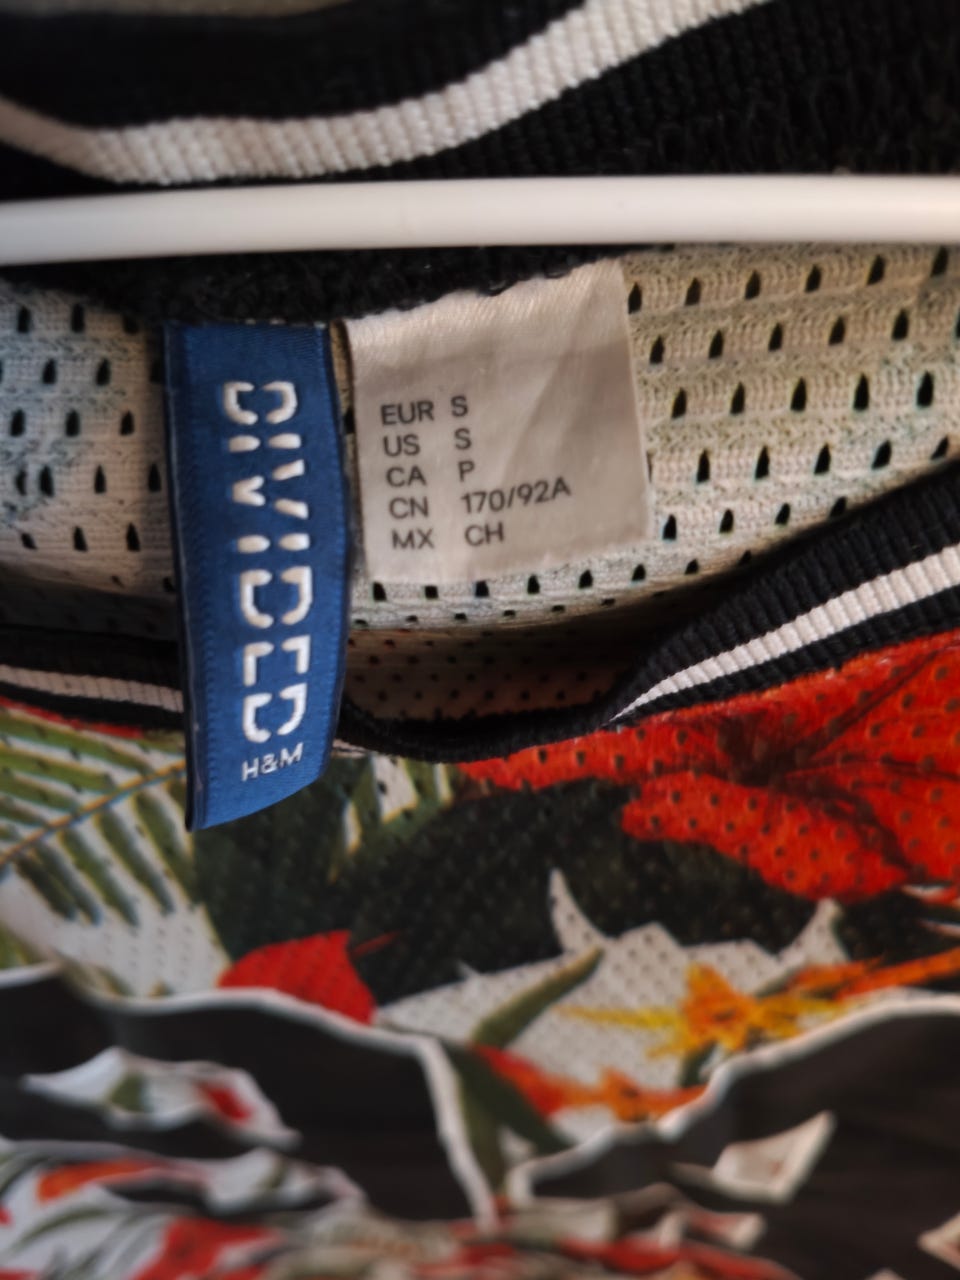 DIVIDED
H&M
EUR S
US S
CA P
CN 170/92A
MX CH